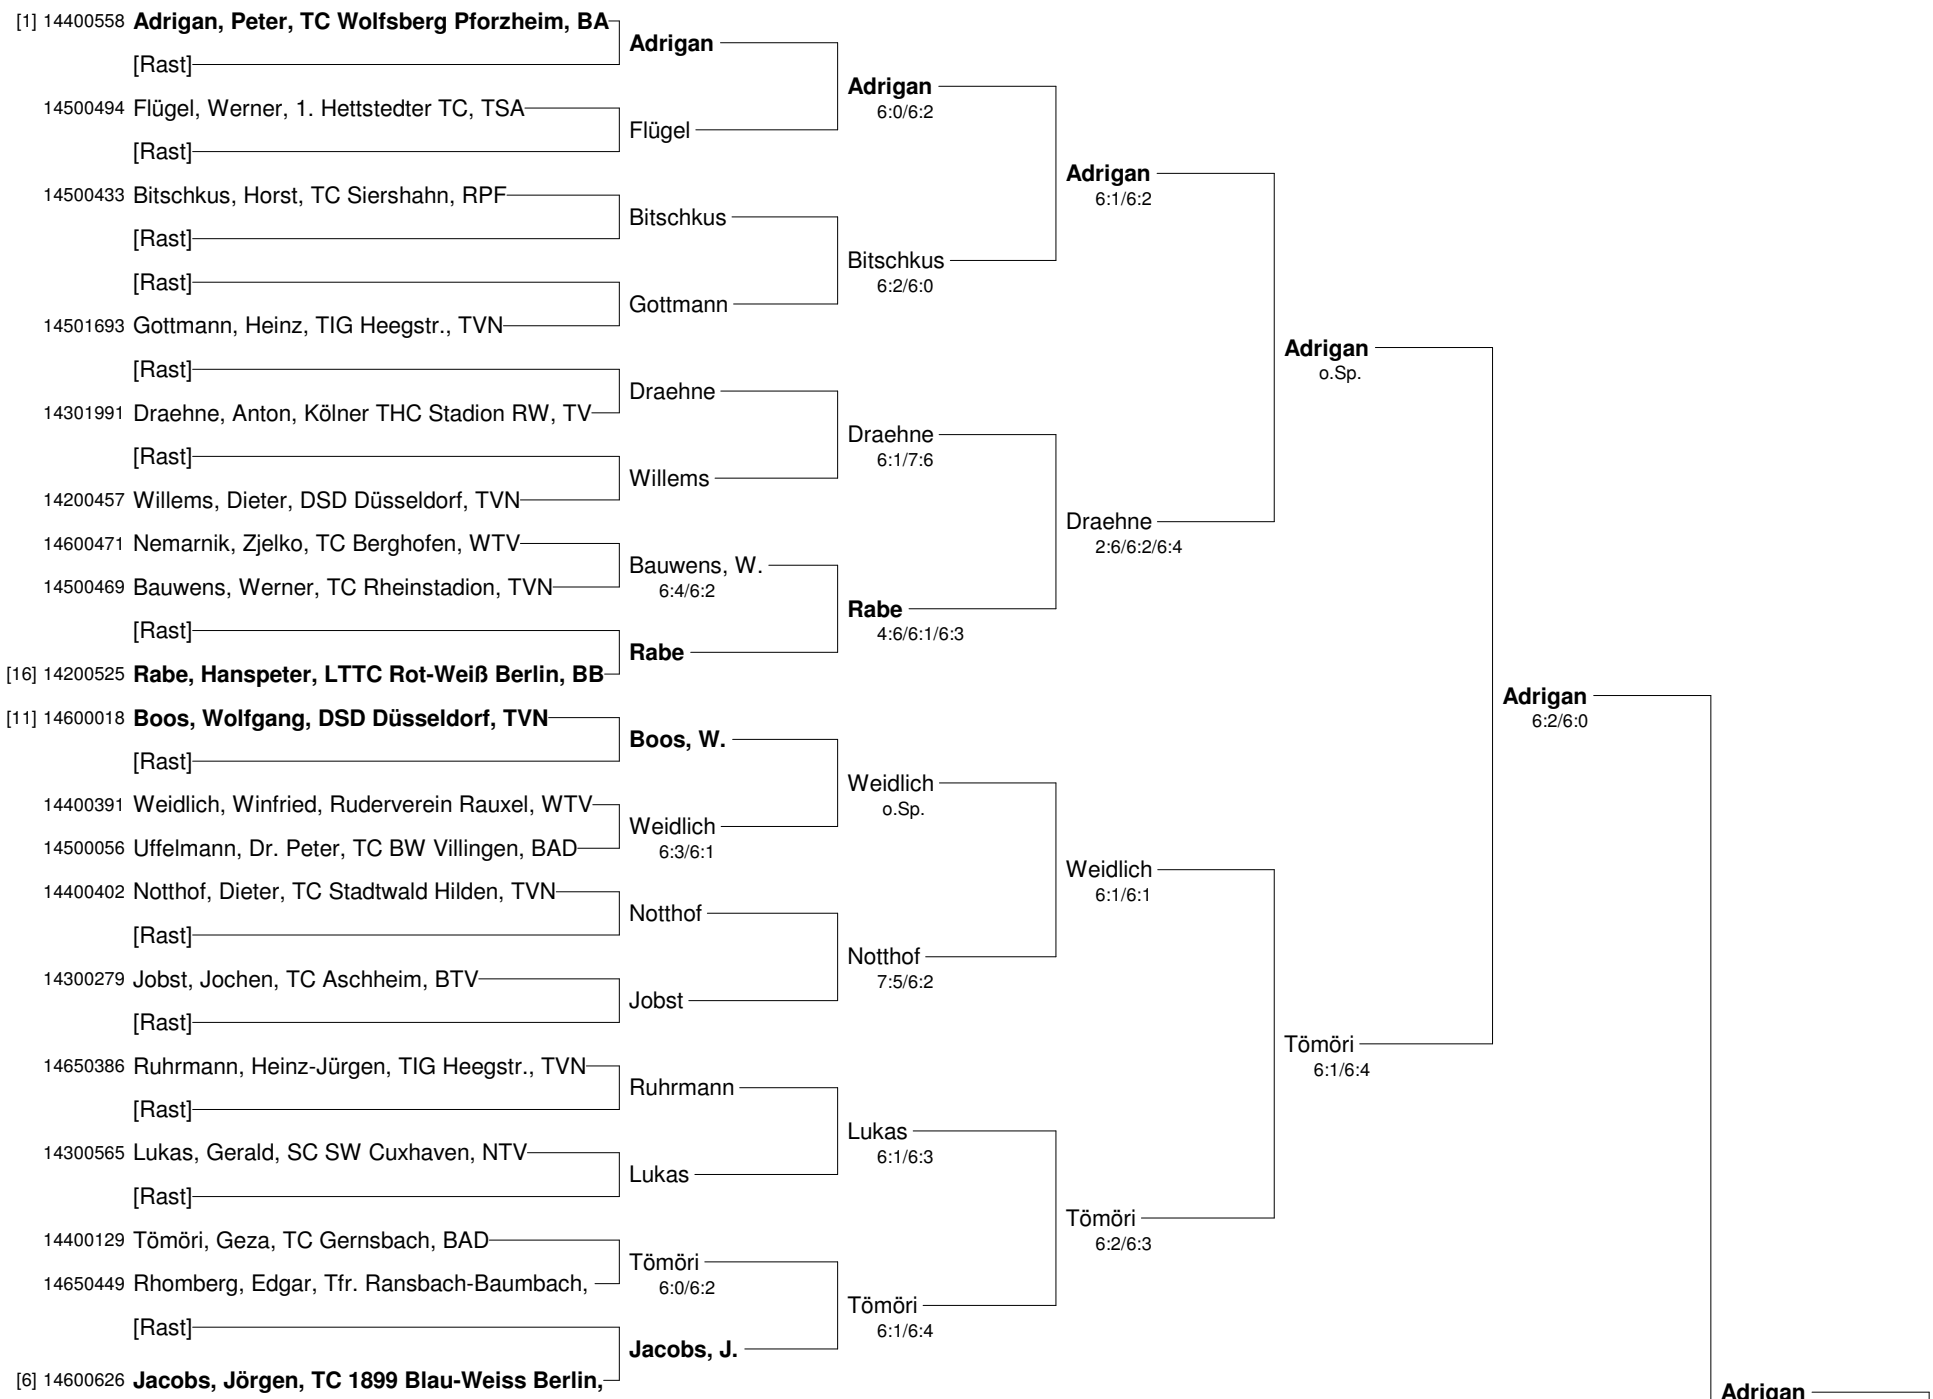 [1] 14400558 Adrigan, Peter, TC Wolfsberg Pforzheim, BA
[Rast]
14500494 Flügel, Werner, 1. Hettstedter TC, TSA
[Rast]
14500433 Bitschkus, Horst, TC Siershahn, RPF
[Rast]
[Rast]
14501693 Gottmann, Heinz, TIG Heegstr., TVN
[Rast]
14301991 Draehne, Anton, Kölner THC Stadion RW, TV
[Rast]
14200457 Willems, Dieter, DSD Düsseldorf, TVN
14600471 Nemarnik, Zjelko, TC Berghofen, WTV
14500469 Bauwens, Werner, TC Rheinstadion, TVN
[Rast]
[16] 14200525 Rabe, Hanspeter, LTTC Rot-Weiß Berlin, BB
[11] 14600018 Boos, Wolfgang, DSD Düsseldorf, TVN
[Rast]
14400391 Weidlich, Winfried, Ruderverein Rauxel, WTV
14500056 Uffelmann, Dr. Peter, TC BW Villingen, BAD
14400402 Notthof, Dieter, TC Stadtwald Hilden, TVN
[Rast]
14300279 Jobst, Jochen, TC Aschheim, BTV
[Rast]
14650386 Ruhrmann, Heinz-Jürgen, TIG Heegstr., TVN
[Rast]
14300565 Lukas, Gerald, SC SW Cuxhaven, NTV
[Rast]
14400129 Tömöri, Geza, TC Gernsbach, BAD
14650449 Rhomberg, Edgar, Tfr. Ransbach-Baumbach,
[Rast]
[6] 14600626 Jacobs, Jörgen, TC 1899 Blau-Weiss Berlin,
Adrigan
Flügel
Bitschkus
Gottmann
Draehne
Willems
Bauwens, W.
6:4/6:2
Rabe
Boos, W.
Weidlich
6:3/6:1
Notthof
Jobst
Ruhrmann
Lukas
Tömöri
6:0/6:2
Jacobs, J.
Adrigan
6:0/6:2
Bitschkus
6:2/6:0
Draehne
6:1/7:6
Rabe
4:6/6:1/6:3
Weidlich
o.Sp.
Notthof
7:5/6:2
Lukas
6:1/6:3
Tömöri
6:1/6:4
Adrigan
6:1/6:2
Draehne
2:6/6:2/6:4
Weidlich
6:1/6:1
Tömöri
6:2/6:3
Adrigan
o.Sp.
Tömöri
6:1/6:4
Adrigan
6:2/6:0
Adrigan